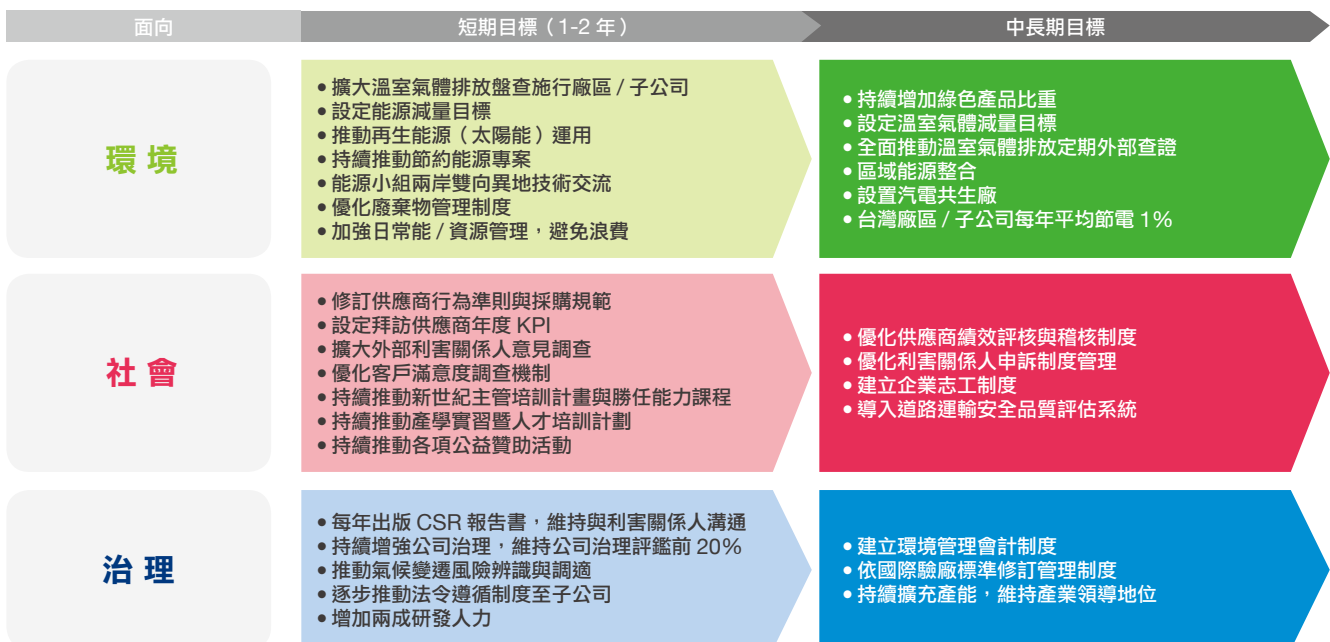 面向
短期目標（1-2 年）
中長期目標
環 境
● 擴大溫室氣體排放盤查施行廠區 / 子公司
● 設定能源減量目標
● 推動再生能源（太陽能）運用
● 持續推動節約能源專案
● 能源小組兩岸雙向異地技術交流
● 優化廢棄物管理制度
● 加強日常能 / 資源管理，避免浪費
● 持續增加綠色產品比重
● 設定溫室氣體減量目標
● 全面推動溫室氣體排放定期外部查證
● 區域能源整合
● 設置汽電共生廠
● 台灣廠區 / 子公司每年平均節電 1%
社 會
● 修訂供應商行為準則與採購規範
● 設定拜訪供應商年度 KPI
● 擴大外部利害關係人意見調查
● 優化客戶滿意度調查機制
● 持續推動新世紀主管培訓計畫與勝任能力課程
● 持續推動產學實習暨人才培訓計劃
● 持續推動各項公益贊助活動
● 優化供應商績效評核與稽核制度
● 優化利害關係人申訴制度管理
● 建立企業志工制度
● 導入道路運輸安全品質評估系統
治 理
● 每年出版 CSR 報告書，維持與利害關係人溝通
● 持續增強公司治理，維持公司治理評鑑前 20%
● 推動氣候變遷風險辨識與調適
● 逐步推動法令遵循制度至子公司
● 增加兩成研發人力
● 建立環境管理會計制度
● 依國際驗廠標準修訂管理制度
● 持續擴充產能，維持產業領導地位